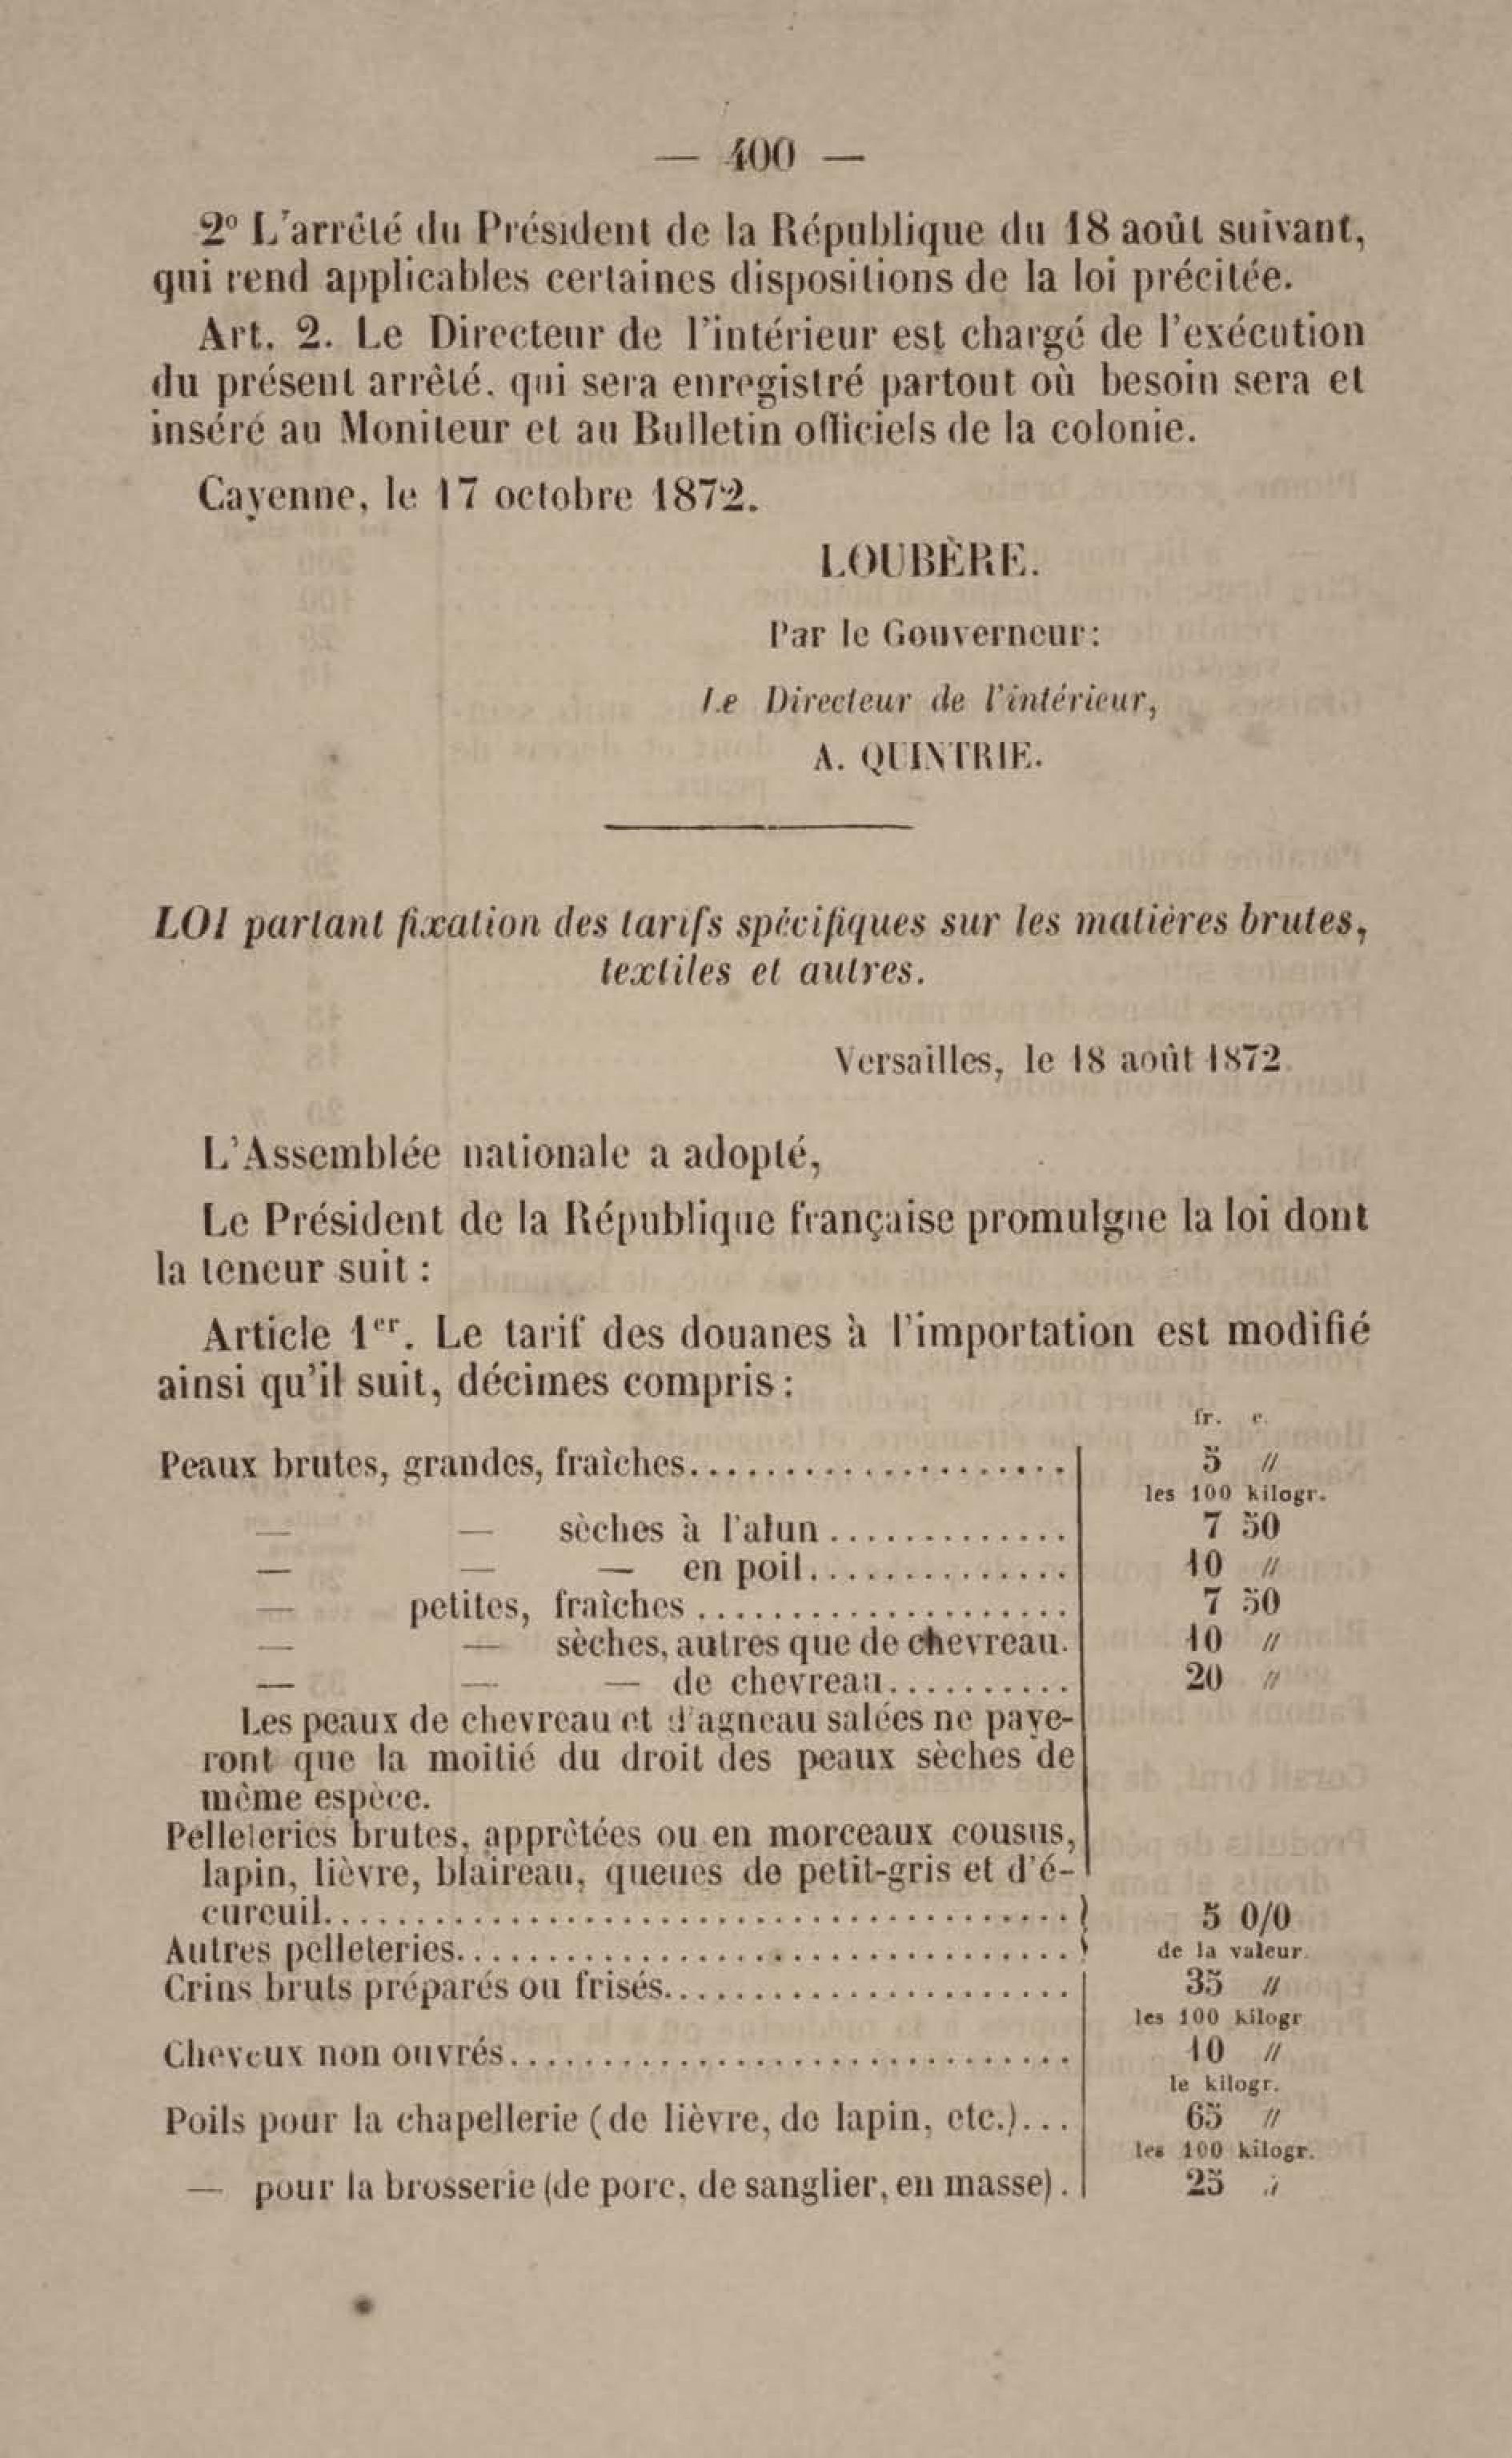 — 400 —
2° L'arrêté du Président de la République du 18 août suivant,
qui rend applicables certaines dispositions de la loi précitée.
Art. 2. Le Directeur de l'intérieur est chargé de l'exécution
du présent arrêté, qui sera enregistré partout où besoin sera et
inséré au Moniteur et au Bulletin officiels de la colonie.
Cayenne, le 17 octobre 1872.
LOUBÈRE.
Par le Gouverneur:
Le Directeur de l'intérieur,
A. QUINTRIE.
LOI partant fixation des tarifs spécifiques sur les matières brutes,
textiles et autres.
Versailles, le 18 août 1872.
L'Assemblée nationale a adopté,
Le Président de la République française promulgue la loi dont
la teneur suit :
Article 1er. Le tarif des douanes à l'importation est modifié
ainsi qu'il suit, décimes compris :
fr. c.
Peaux brutes, grandes, fraîches.................... 5 //
les 100 kilogr.
— — sèches à l'alun............. 7 50
— — — en poil.............. 10 //
— petites, fraîches .................... 7 50
— — sèches, autres que de chevreau. 10 //
— — — de chevreau.......... 20 //
Les peaux de chevreau et d'agneau salées ne paye-
ront que la moitié du droit des peaux sèches de
même espèce.
Pelleteries brutes, apprêtées ou en morceaux cousus,
lapin, lièvre, blaireau, queues de petit-gris et d'é-
cureuil........................................ 5 0/0
Autres pelleteries................................. de la valeur.
Crins bruts préparés ou frisés...................... 35 //
les 100 kilogr
Cheveux non ouvrés.............................. 10 //
le kilogr.
Poils pour la chapellerie (de lièvre, de lapin, etc.)... 65 //
les 100 kilogr.
— pour la brosserie (de porc, de sanglier, en masse). 25 //